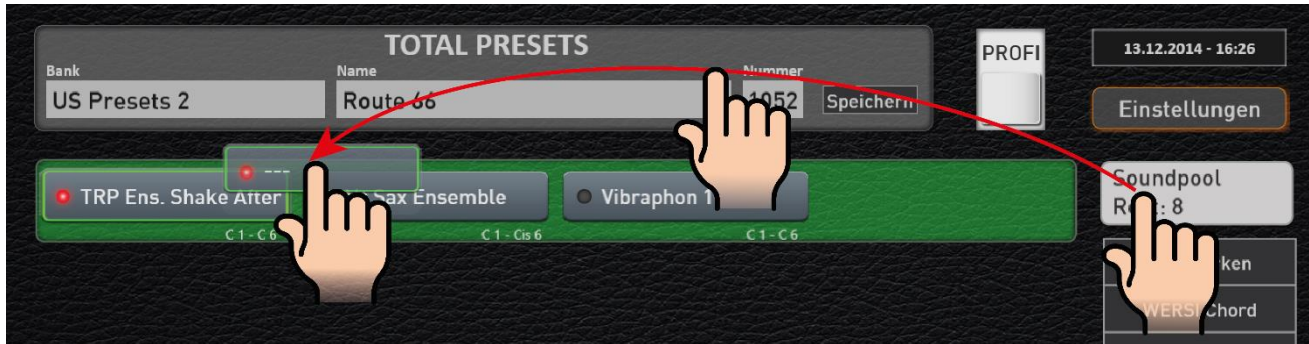 TOTAL PRESETS
PROFI
13.12.2014 - 16:26
Bank
Name
Nummer
US Presets 2
Route 66
1052
Speichern
Einstellungen
Soundpool
: 8
---
TRP Ens. Shake After
Sax Ensemble
Vibraphon 1
C 1 - C 6
C 1 - Cis 6
C 1 - C 6
WERSI Chord